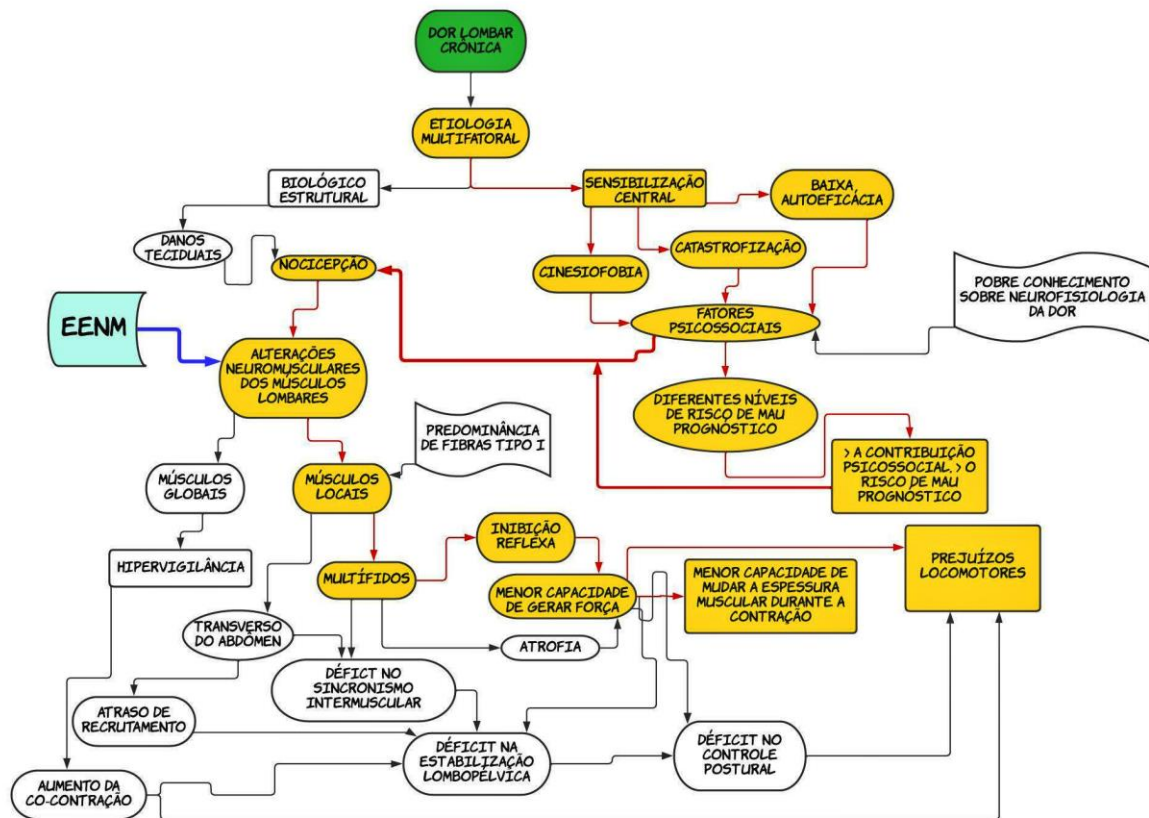 DOR LOMBAR
CRÔNICA
ETIOLOGIA
MULTIFATORAL
BIOLÓGICO
ESTRUTURAL
SENSIBILIZAÇÃO
CENTRAL
BAIXA
AUTOEFICÁCIA
DANOS
TECIDUAIS
NOCICEPÇÃO
CINESIOFOBIA
CATASTROFIZAÇÃO
POBRE CONHECIMENTO
SOBRE NEUROFISIOLOGIA
DA DOR
FATORES
PSICOSSOCIAIS
EENM
ALTERAÇÕES
NEUROMUSCULARES
DOS MÚSCULOS
LOMBARES
DIFERENTES NÍVEIS
DE RISCO DE MAU
PROGNÓSTICO
PREDOMINÂNCIA
DE FIBRAS TIPO I
> A CONTRIBUIÇÃO
PSICOSSOCIAL, > O
RISCO DE MAU
PROGNÓSTICO
MÚSCULOS
GLOBAIS
MÚSCULOS
LOCAIS
INIBIÇÃO
REFLEXA
HIPERVIGILÂNCIA
MULTÍFIDOS
MENOR CAPACIDADE
DE GERAR FORÇA
MENOR CAPACIDADE DE
MUDAR A ESPESSURA
MUSCULAR DURANTE A
CONTRAÇÃO
PREJUÍZOS
LOCOMOTORES
TRANSVERSO
DO ABDÔMEN
ATROFIA
DÉFICT NO
SINCRONISMO
INTERMUSCULAR
ATRASO DE
RECRUTAMENTO
DÉFICIT NA
ESTABILIZAÇÃO
LOMBOPÉLVICA
DÉFICIT NO
CONTROLE
POSTURAL
AUMENTO DA
CO-CONTRAÇÃO